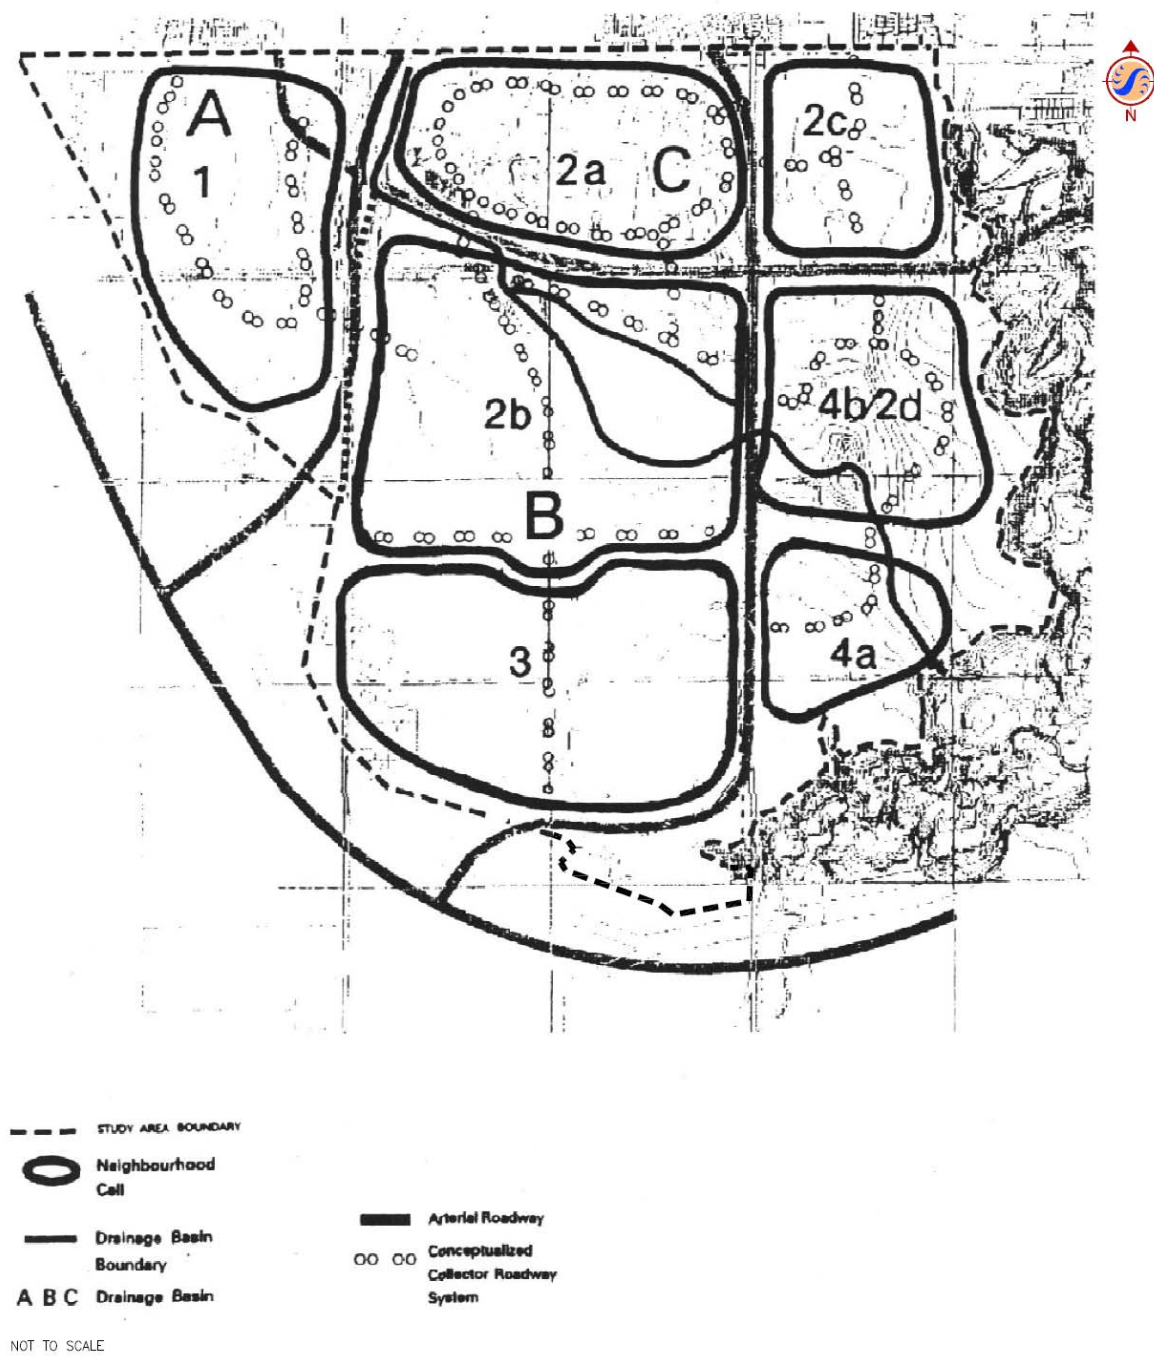 A
1
2a
C
2c
N
2b
4b/2d
B
3
4a
STUDY AREA BOUNDARY
Neighbourhood
Cell
Drainage Basin
Boundary
A B C Drainage Basin
Arterial Roadway
Conceptualized
Collector Roadway
System
NOT TO SCALE